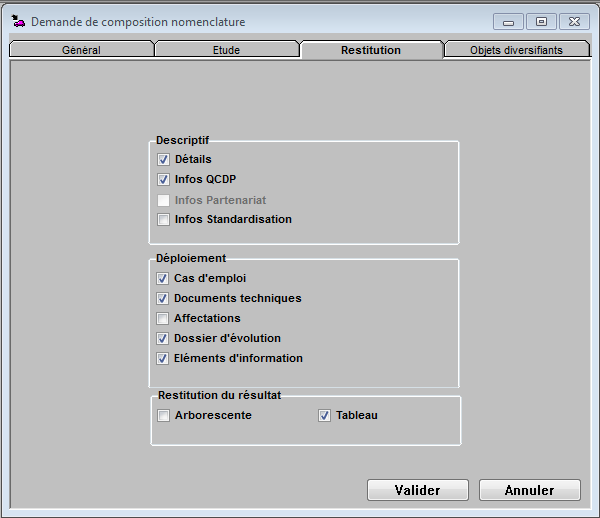 Demande de composition nomenclature
Général Etude Restitution Objets diversifiants
Descriptif
Détails
Infos QCDP
Infos Partenariat
Infos Standardisation
Déploiement
Cas d'emploi
Documents techniques
Affectations
Dossier d'évolution
Eléments d'information
Restitution du résultat
Arborescente Tableau
Valider Annuler